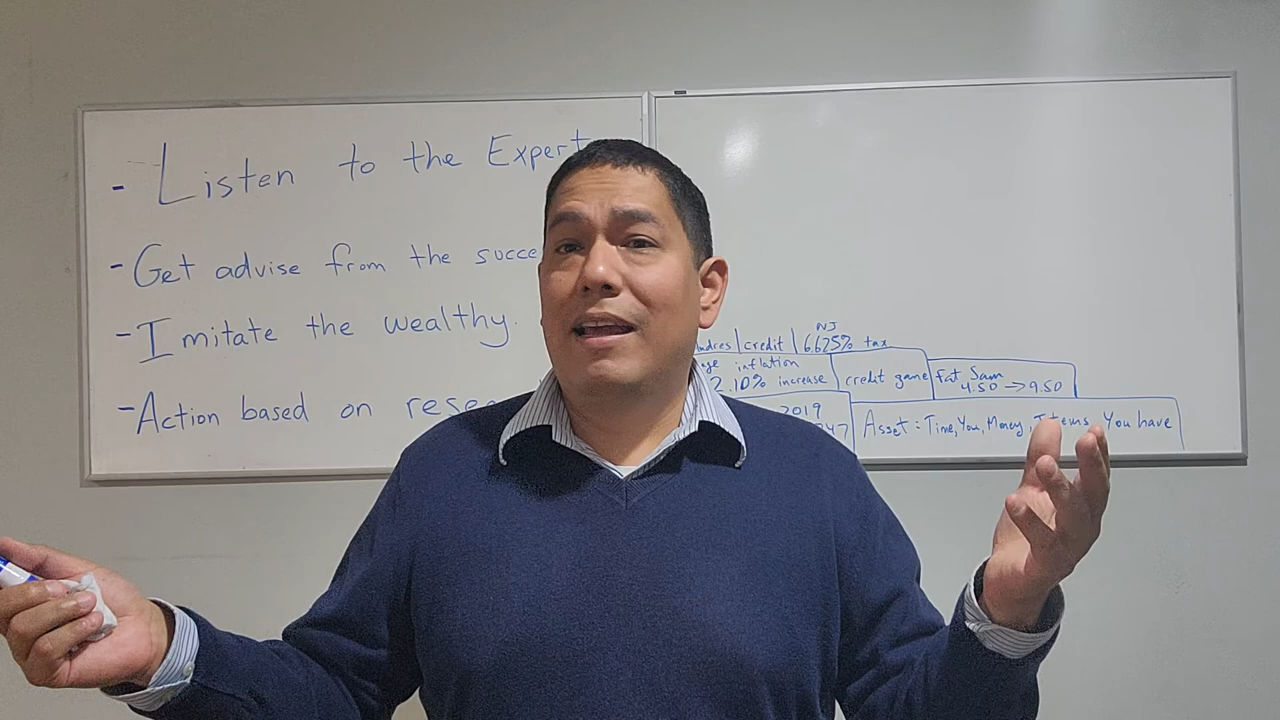 - Listen to the Expert
- Get advise from the succe
- Imitate the wealthy.
- Action based on rese
NJ
credit | 6.625% tax
inflation
2.10% increase
credit game
Fat Sam
4.50 → 9.50
2019
Asset: Time, You, Money, Items You have